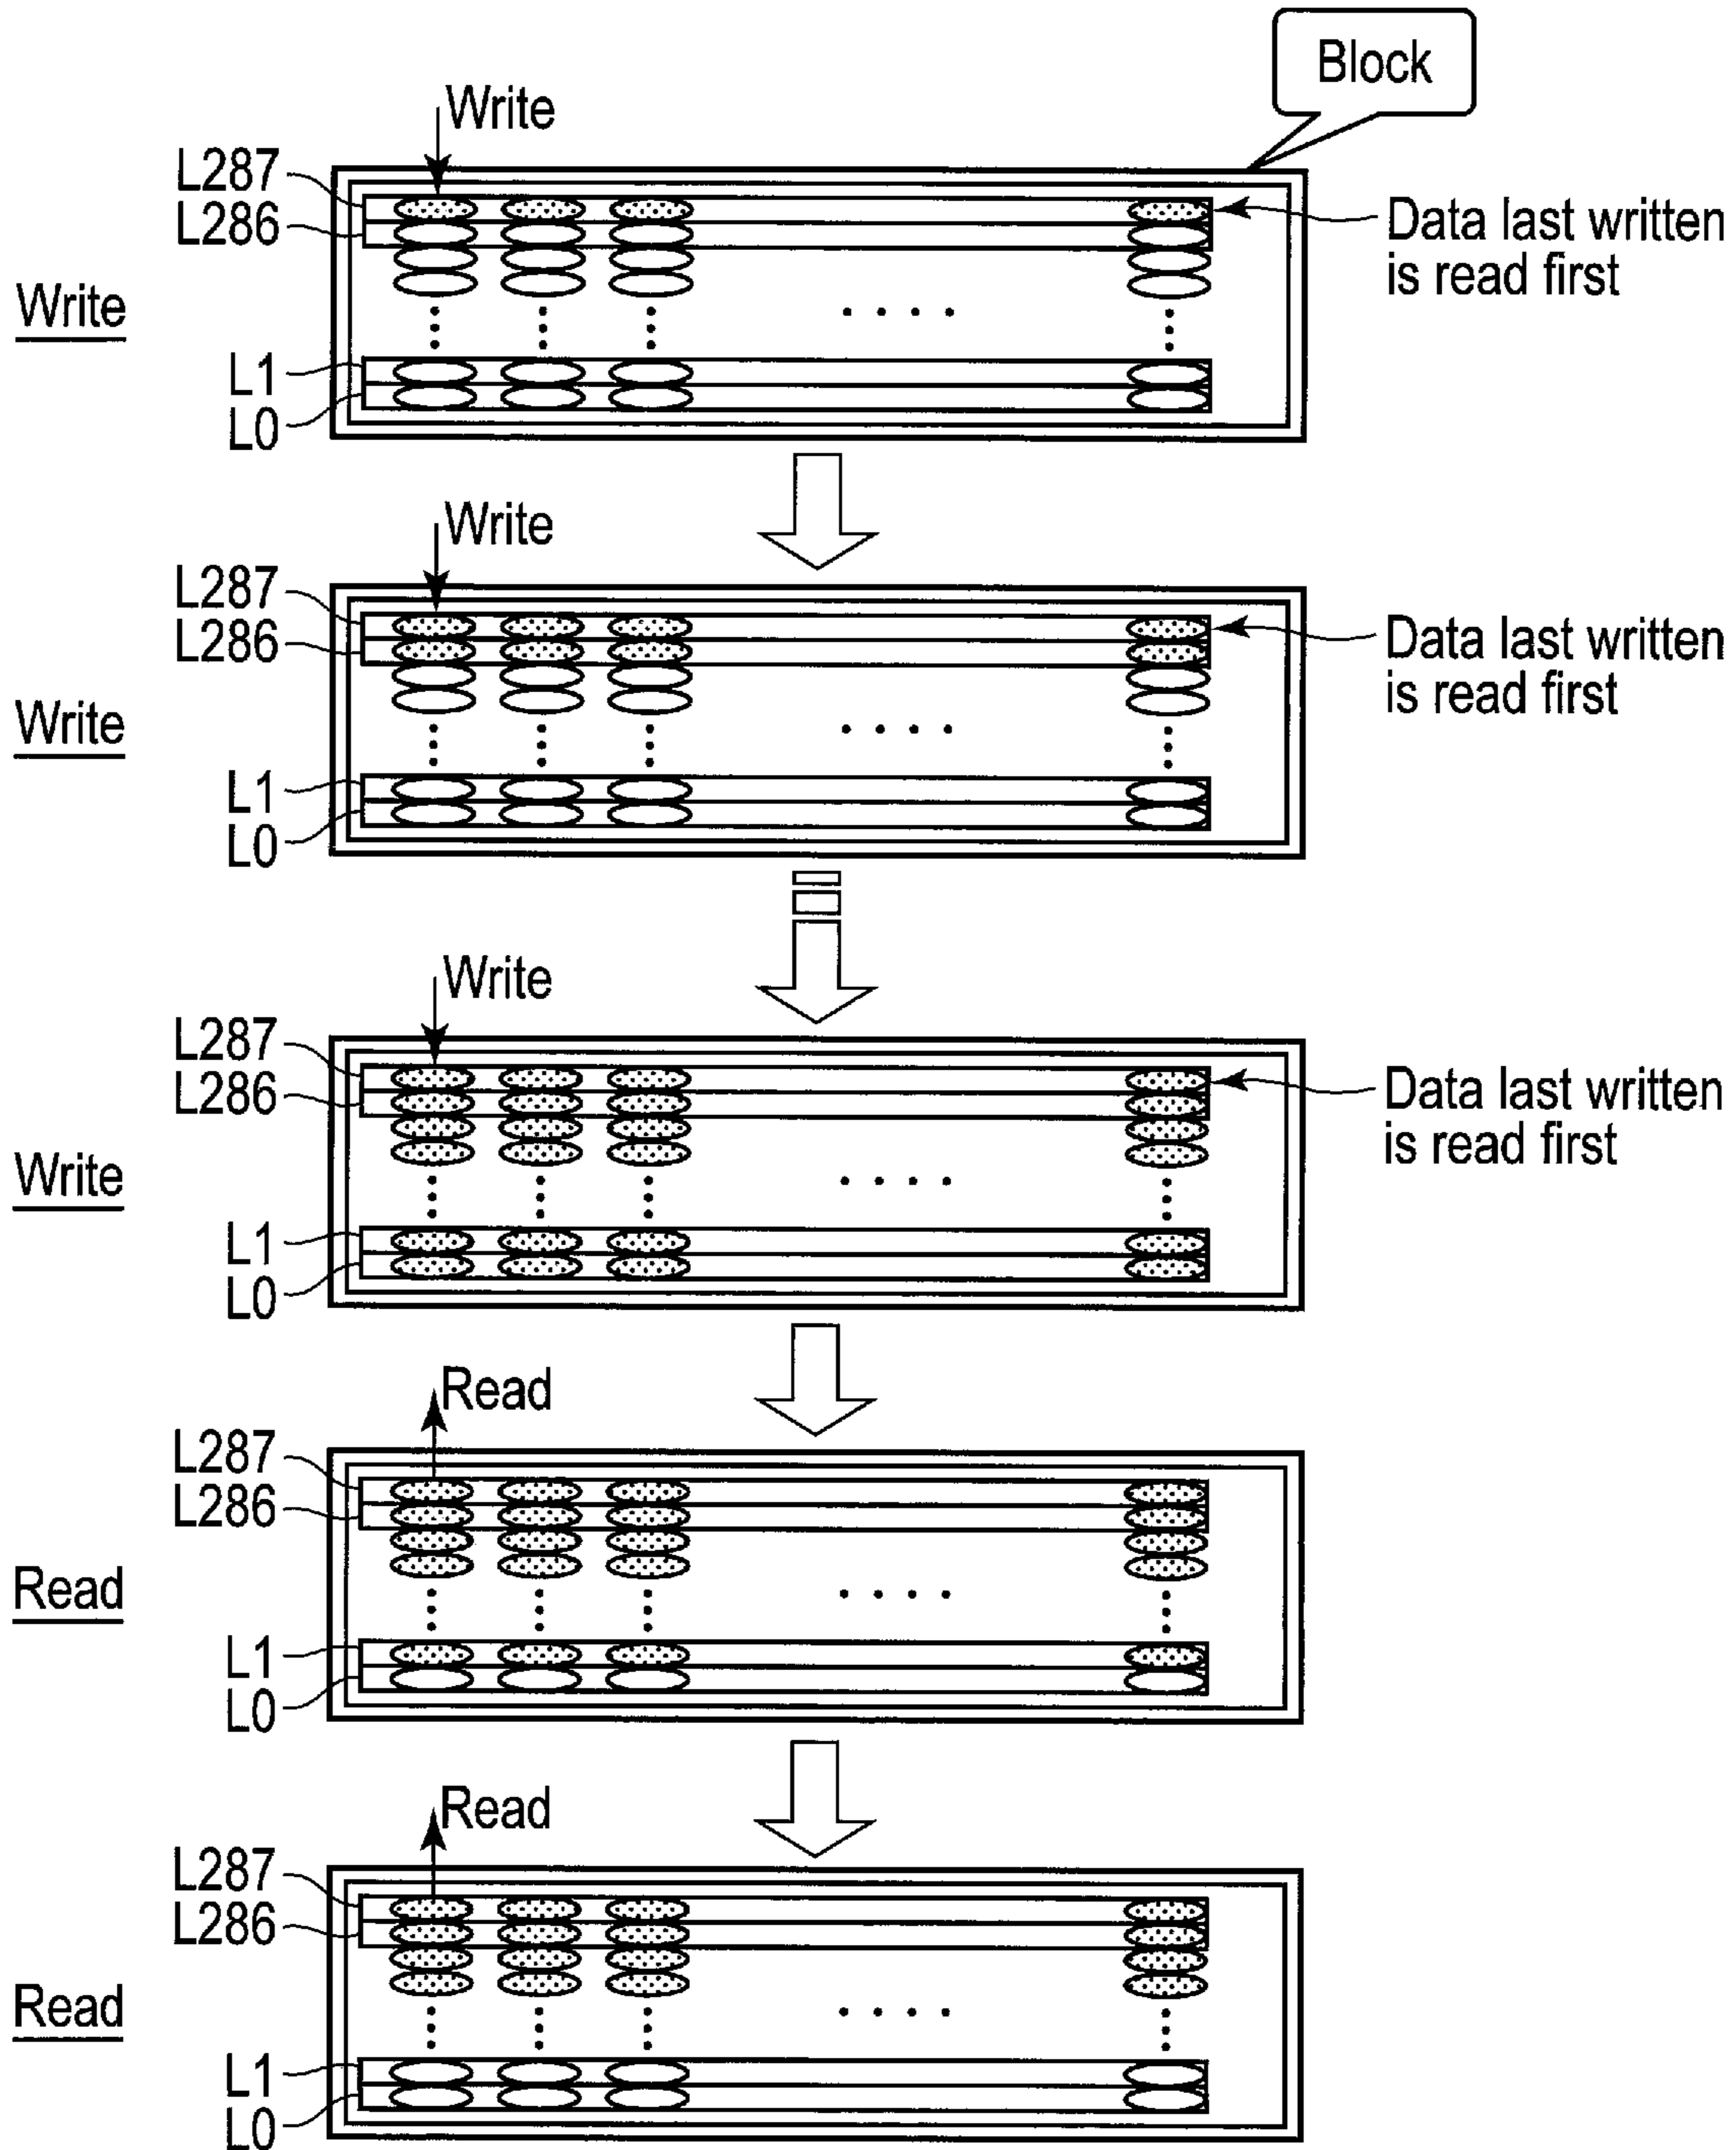 Block
Write
L287
L286
Data last written
is read first
Write
L1
L0
Write
L287
L286
Data last written
is read first
Write
L1
L0
Write
L287
L286
Data last written
is read first
Write
L1
L0
Read
L287
L286
Read
L1
L0
Read
L287
L286
Read
L1
L0